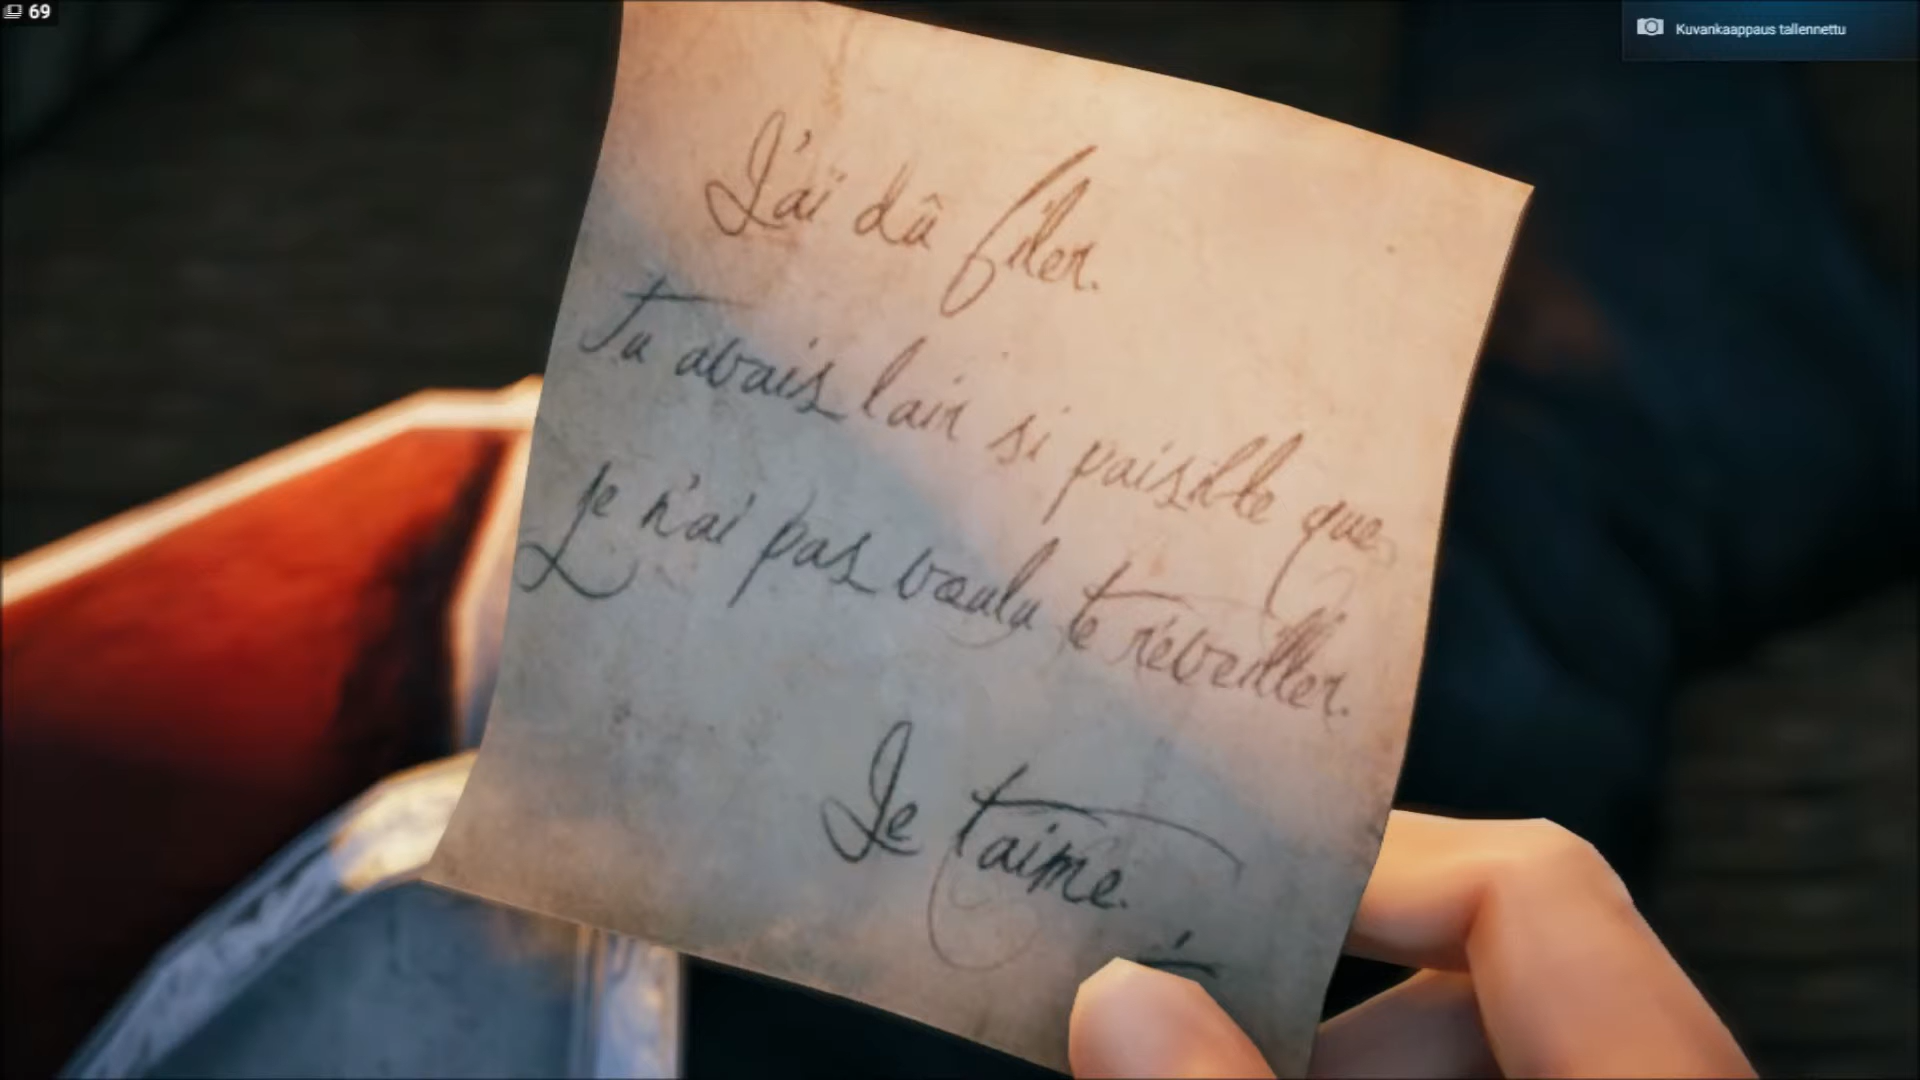 69
Kuvankaappaus tallennettu
J'ai dû filer.
Tu avais l'air si paisible que
je n'ai pas voulu te réveiller.
Je t'aime.